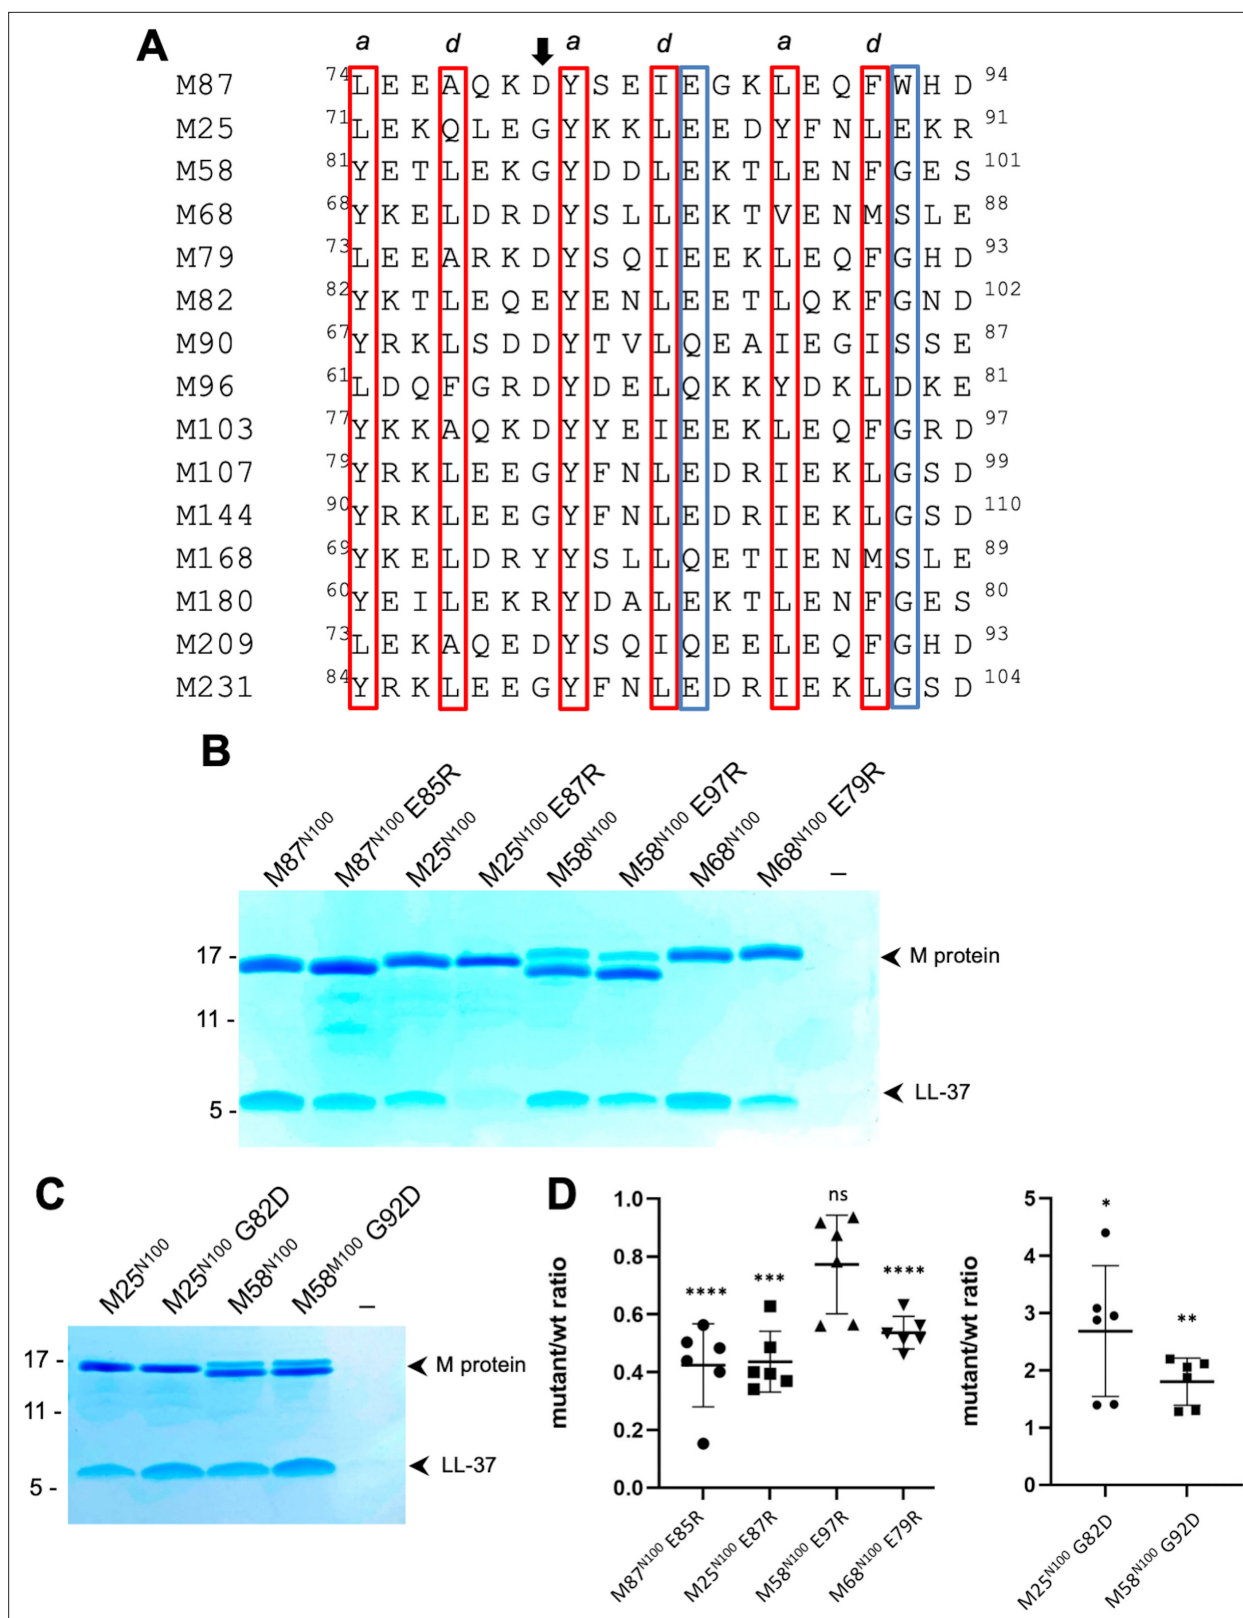 A
a d a d a d
M87 74 L E E A Q K D Y S E I E G K L E Q F W H D 94
M25 71 L E K Q L E G Y K K L E E D Y F N L E K R 91
M58 81 Y E T L E K G Y D D L E K T L E N F G E S 101
M68 68 Y K E L D R D Y S L L E K T V E N M S L E 88
M79 73 L E E A R K D Y S Q I E E K L E Q F G H D 93
M82 82 Y K T L E Q E Y E N L E E T L Q K F G N D 102
M90 67 Y R K L S D D Y T V L Q E A I E G I S S E 87
M96 61 L D Q F G R D Y D E L Q K K Y D K L D K E 81
M103 77 Y K K A Q K D Y Y E I E E K L E Q F G R D 97
M107 79 Y R K L E E G Y F N L E D R I E K L G S D 99
M144 90 Y R K L E E G Y F N L E D R I E K L G S D 110
M168 69 Y K E L D R Y Y S L L Q E T I E N M S L E 89
M180 60 Y E I L E K R Y D A L E K T L E N F G E S 80
M209 73 L E K A Q E D Y S Q I Q E E L E Q F G H D 93
M231 84 Y R K L E E G Y F N L E D R I E K L G S D 104
B
M87N100
M87N100 E85R
M25N100
M25N100 E87R
M58N100
M58N100 E97R
M68N100
M68N100 E79R
–
17 -
M protein
11 -
LL-37
5 -
C
M25N100
M25N100 G82D
M58N100
M58M100 G92D
–
17 -
M protein
11 -
LL-37
5 -
D
mutant/wt ratio
1.0
0.8
0.6
0.4
0.2
0.0
****
***
ns
****
M87N100 E85R
M25N100 E87R
M58N100 E97R
M68N100 E79R
mutant/wt ratio
5
4
3
2
1
0
*
**
M25N100 G82D
M58N100 G92D